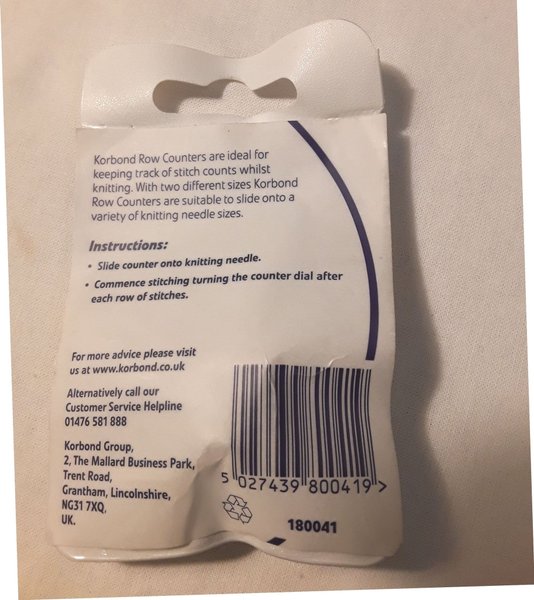 Korbond Row Counters are ideal for
keeping track of stitch counts whilst
knitting. With two different sizes Korbond
Row Counters are suitable to slide onto a
variety of knitting needle sizes.
Instructions:
• Slide counter onto knitting needle.
• Commence stitching turning the counter dial after
each row of stitches.
For more advice please visit
us at www.korbond.co.uk
Alternatively call our
Customer Service Helpline
01476 581 888
Korbond Group,
2, The Mallard Business Park,
Trent Road,
Grantham, Lincolnshire,
NG31 7XQ,
UK.
5 027439 800419 >
180041